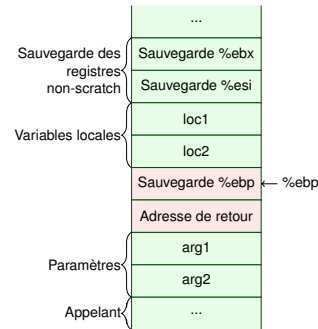 ...
Sauvegarde des
registres
non-scratch
Sauvegarde %ebx
Sauvegarde %esi
Variables locales
loc1
loc2
Sauvegarde %ebp ← %ebp
Adresse de retour
Paramètres
arg1
arg2
Appelant
...